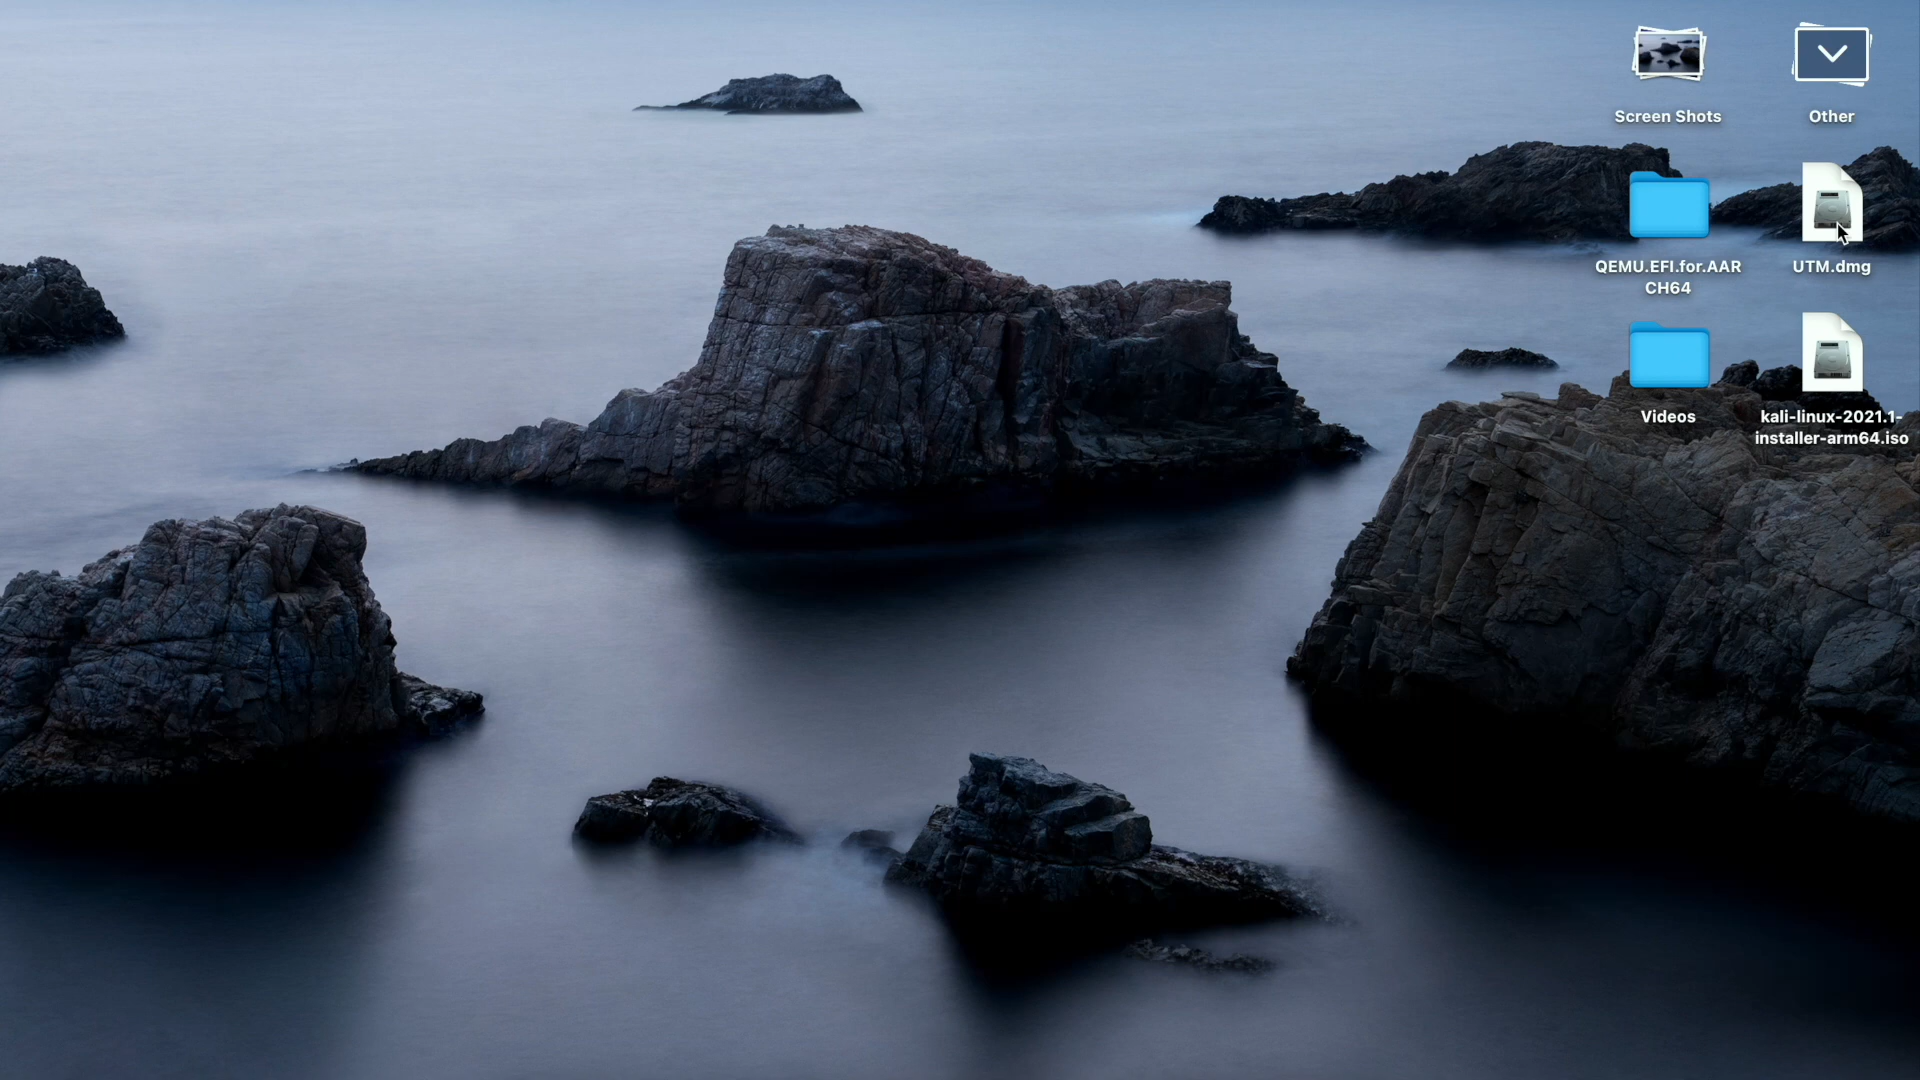 Screen Shots
Other
QEMU.EFI.for.AAR
CH64
UTM.dmg
Videos
kali-linux-2021.1-
installer-arm64.iso